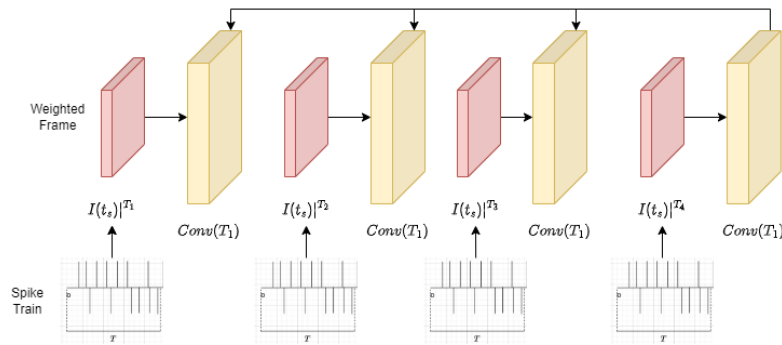 Weighted
Frame
I(t_s)|^{T_1} I(t_s)|^{T_2} I(t_s)|^{T_3} I(t_s)|^{T_4}
Conv(T_1) Conv(T_1) Conv(T_1) Conv(T_1)
Spike
Train
T T T T